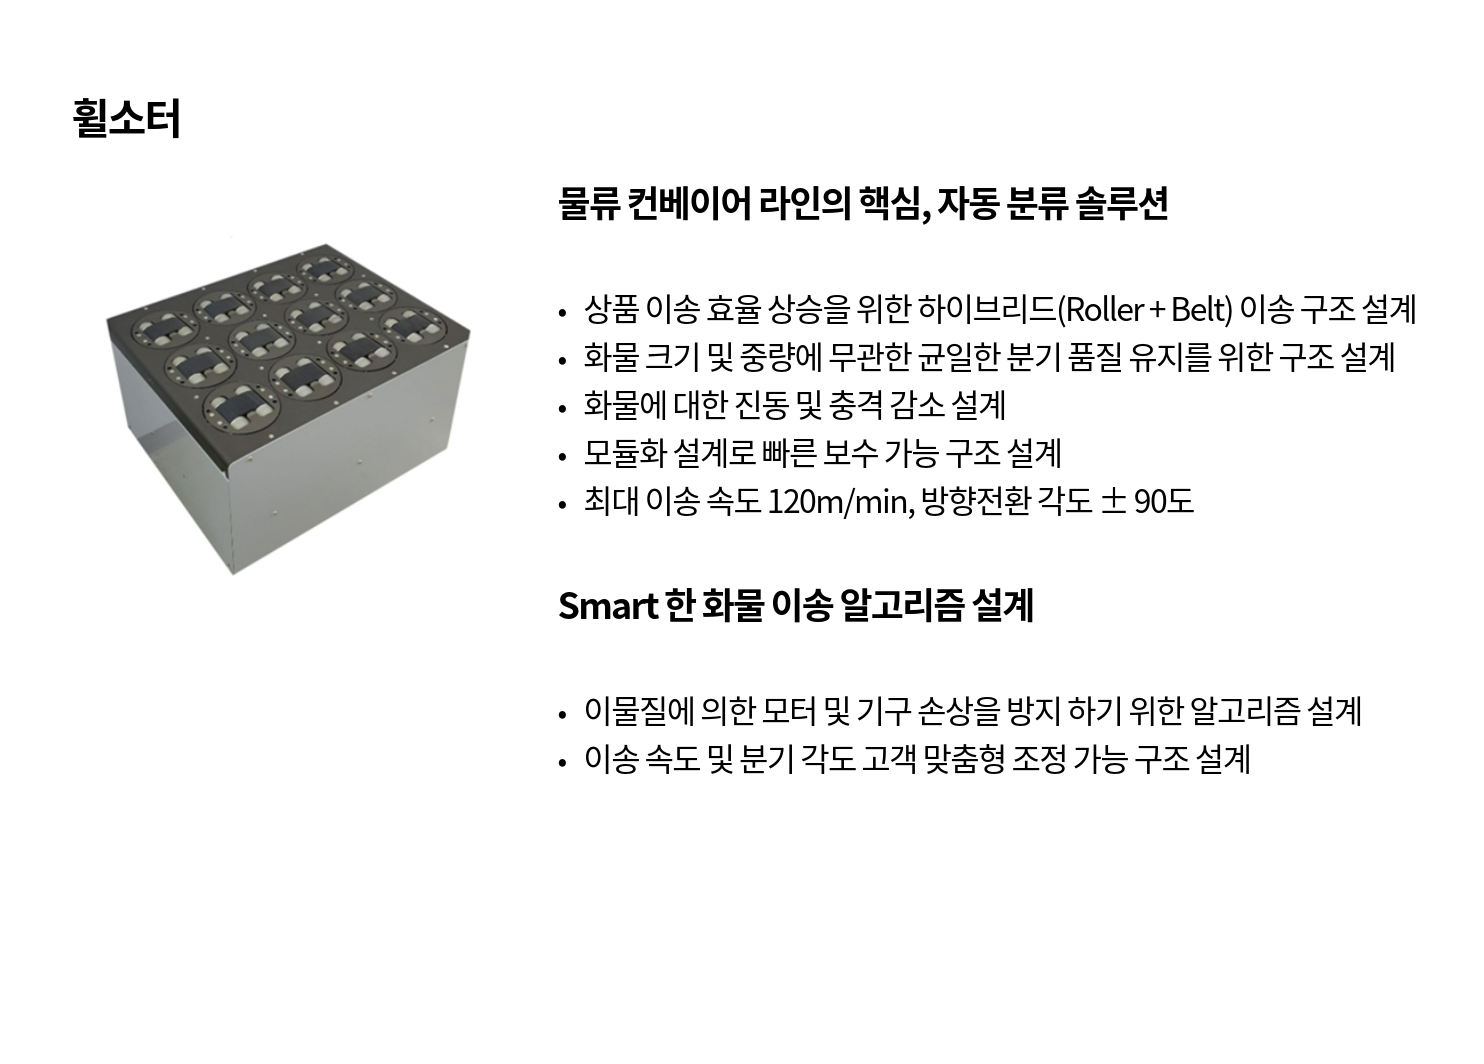 휠소터
물류 컨베이어 라인의 핵심, 자동 분류 솔루션
• 상품 이송 효율 상승을 위한 하이브리드(Roller + Belt) 이송 구조 설계
• 화물 크기 및 중량에 무관한 균일한 분기 품질 유지를 위한 구조 설계
• 화물에 대한 진동 및 충격 감소 설계
• 모듈화 설계로 빠른 보수 가능 구조 설계
• 최대 이송 속도 120m/min, 방향전환 각도 ± 90도
Smart 한 화물 이송 알고리즘 설계
• 이물질에 의한 모터 및 기구 손상을 방지 하기 위한 알고리즘 설계
• 이송 속도 및 분기 각도 고객 맞춤형 조정 가능 구조 설계